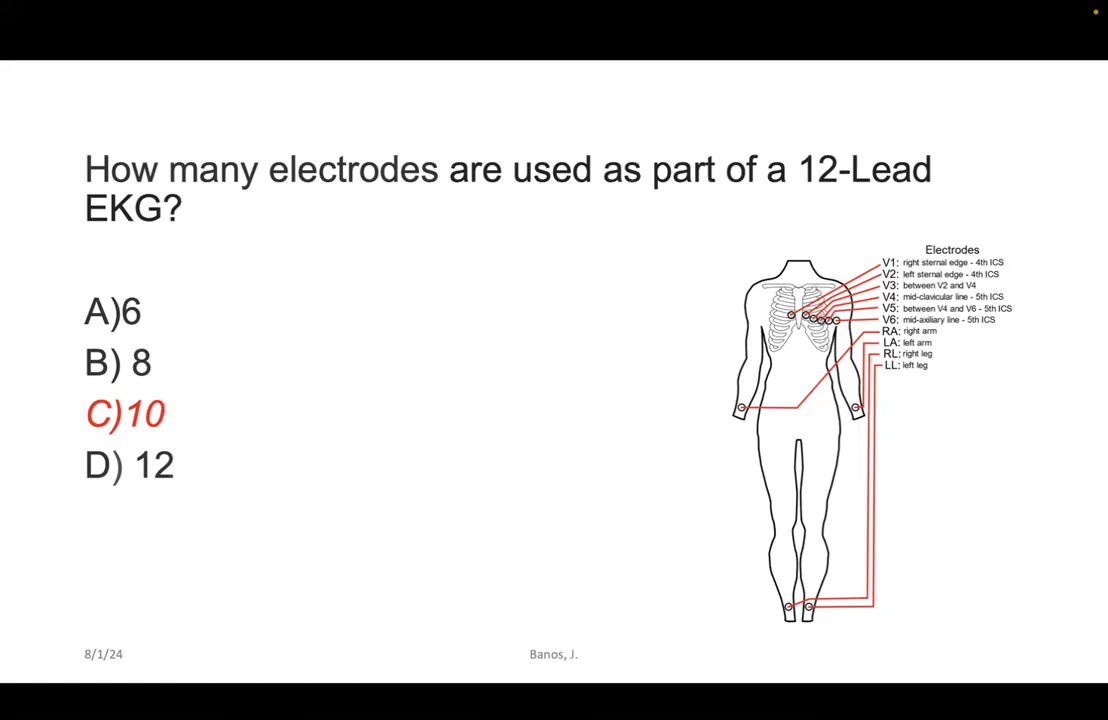 How many electrodes are used as part of a 12-Lead
EKG?
A)6
B) 8
C)10
D) 12
Electrodes
V1: right sternal edge - 4th ICS
V2: left sternal edge - 4th ICS
V3: between V2 and V4
V4: mid-clavicular line - 5th ICS
V5: between V4 and V6 - 5th ICS
V6: mid-axiliary line - 5th ICS
RA: right arm
LA: left arm
RL: right leg
LL: left leg
8/1/24
Banos, J.